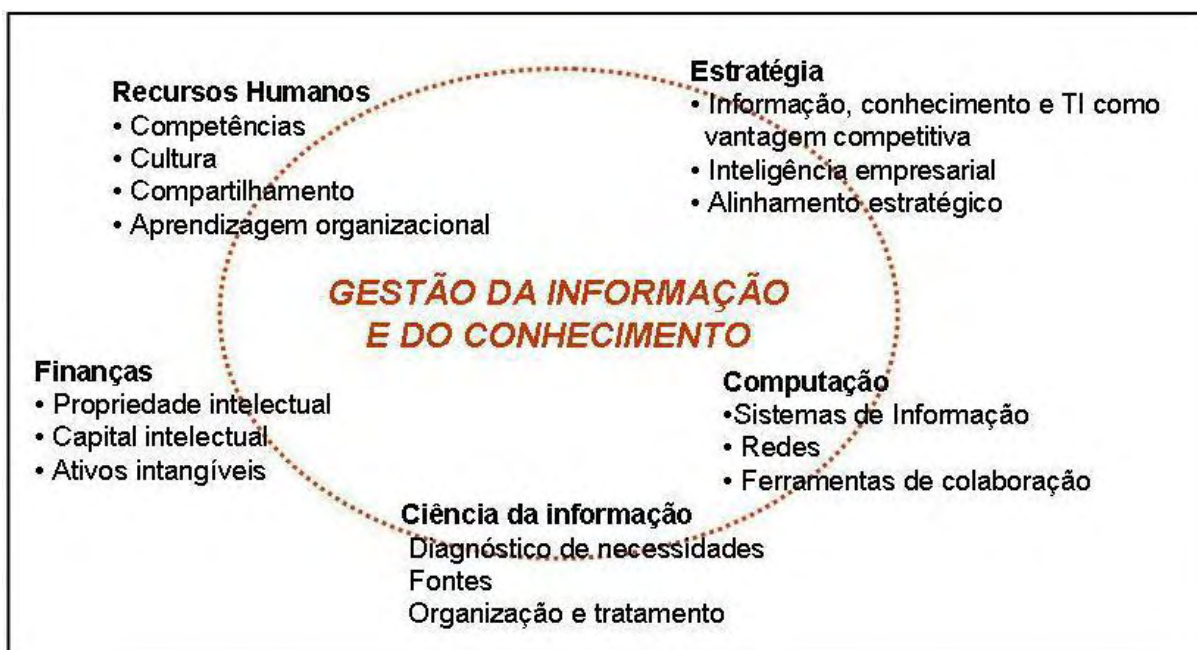 Recursos Humanos
• Competências
• Cultura
• Compartilhamento
• Aprendizagem organizacional
Estratégia
• Informação, conhecimento e TI como
vantagem competitiva
• Inteligência empresarial
• Alinhamento estratégico
GESTÃO DA INFORMAÇÃO
E DO CONHECIMENTO
Finanças
• Propriedade intelectual
• Capital intelectual
• Ativos intangíveis
Computação
•Sistemas de Informação
• Redes
• Ferramentas de colaboração
Ciência da informação
Diagnóstico de necessidades
Fontes
Organização e tratamento